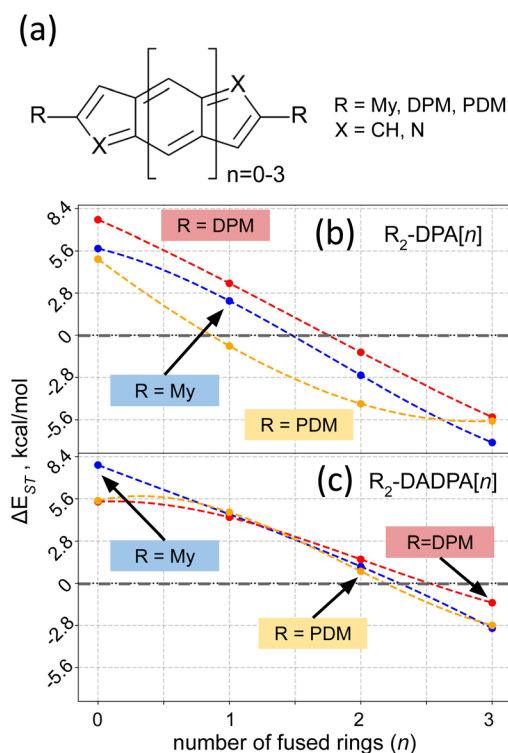 (a)
X
R
R
X
n=0-3
R = My, DPM, PDM
X = CH, N
8.4
5.6
2.8
0
-2.8
-5.6
R = DPM
(b)
R2-DPA[n]
R = My
R = PDM
8.4
5.6
2.8
0
-2.8
-5.6
(c)
R2-DADPA[n]
R = My
R=DPM
R = PDM
ΔE_ST , kcal/mol
0
1
2
3
number of fused rings (n)